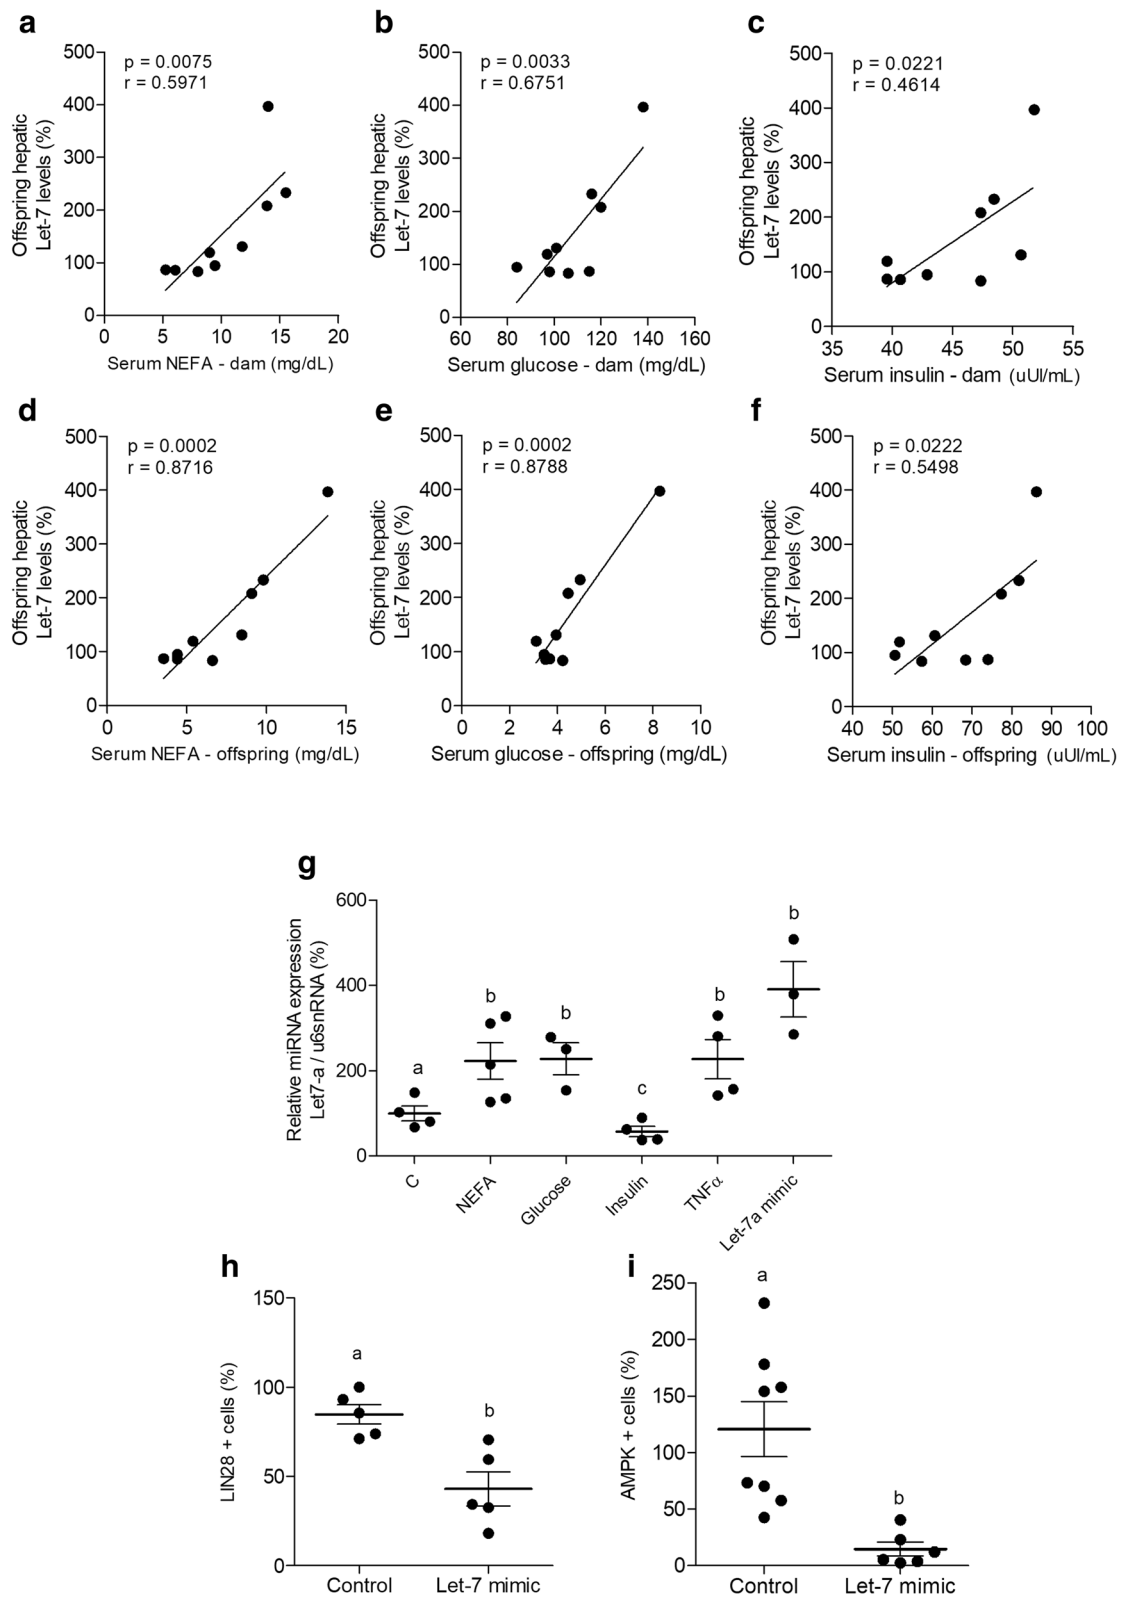 a
p = 0.0075
r = 0.5971
Offspring hepatic
Let-7 levels (%)
500
400
300
200
100
0
0 5 10 15 20
Serum NEFA - dam (mg/dL)
b
p = 0.0033
r = 0.6751
Offspring hepatic
Let-7 levels (%)
500
400
300
200
100
0
60 80 100 120 140 160
Serum glucose - dam (mg/dL)
c
p = 0.0221
r = 0.4614
Offspring hepatic
Let-7 levels (%)
500
400
300
200
100
0
35 40 45 50 55
Serum insulin - dam (uUI/mL)
d
p = 0.0002
r = 0.8716
Offspring hepatic
Let-7 levels (%)
500
400
300
200
100
0
0 5 10 15
Serum NEFA - offspring (mg/dL)
e
p = 0.0002
r = 0.8788
Offspring hepatic
Let-7 levels (%)
500
400
300
200
100
0
0 2 4 6 8 10
Serum glucose - offspring (mg/dL)
f
p = 0.0222
r = 0.5498
Offspring hepatic
Let-7 levels (%)
500
400
300
200
100
0
40 50 60 70 80 90 100
Serum insulin - offspring (uUI/mL)
g
Relative miRNA expression
Let7-a / u6snRNA (%)
600
400
200
0
a
b
b
c
b
b
C
NEFA
Glucose
Insulin
TNFα
Let-7a mimic
h
LIN28 + cells (%)
150
100
50
0
a
b
Control Let-7 mimic
i
AMPK + cells (%)
250
200
150
100
50
0
a
b
Control Let-7 mimic